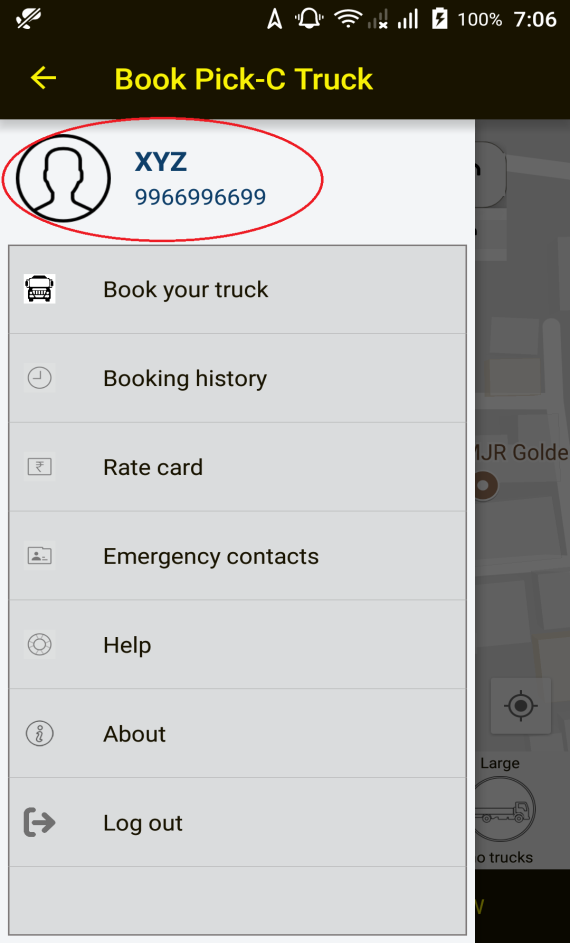 100% 7:06
Book Pick-C Truck
XYZ
9966996699
Book your truck
Booking history
Rate card
MJR Golde
Emergency contacts
Help
About
Large
Log out
o trucks